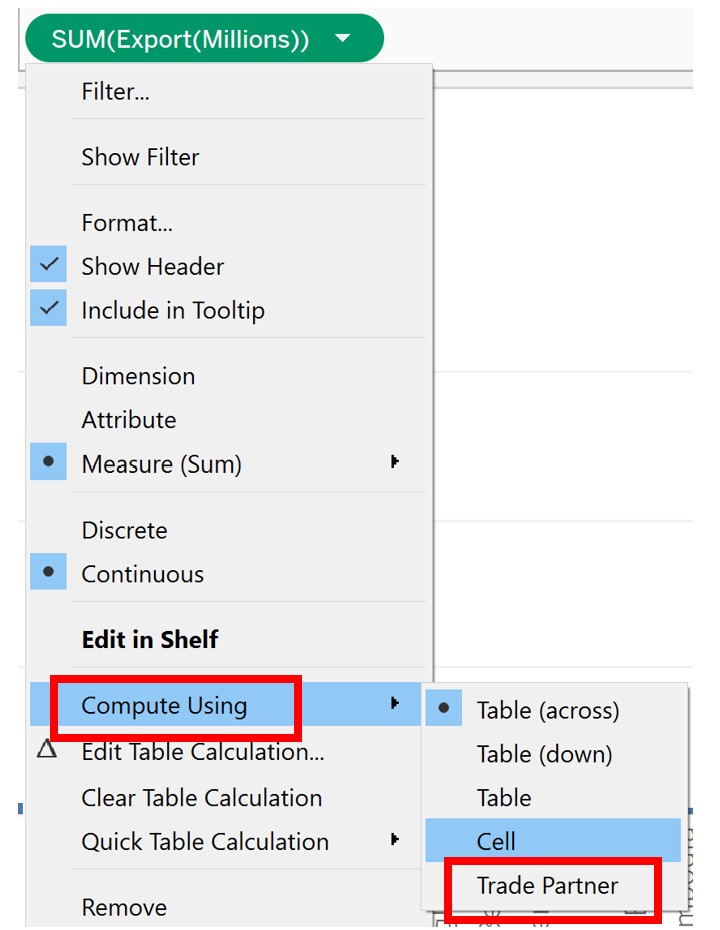 SUM(Export(Millions))
Filter...
Show Filter
Format...
Show Header
Include in Tooltip
Dimension
Attribute
Measure (Sum)
Discrete
Continuous
Edit in Shelf
Compute Using
Edit Table Calculation...
Clear Table Calculation
Quick Table Calculation
Remove
Table (across)
Table (down)
Table
Cell
Trade Partner